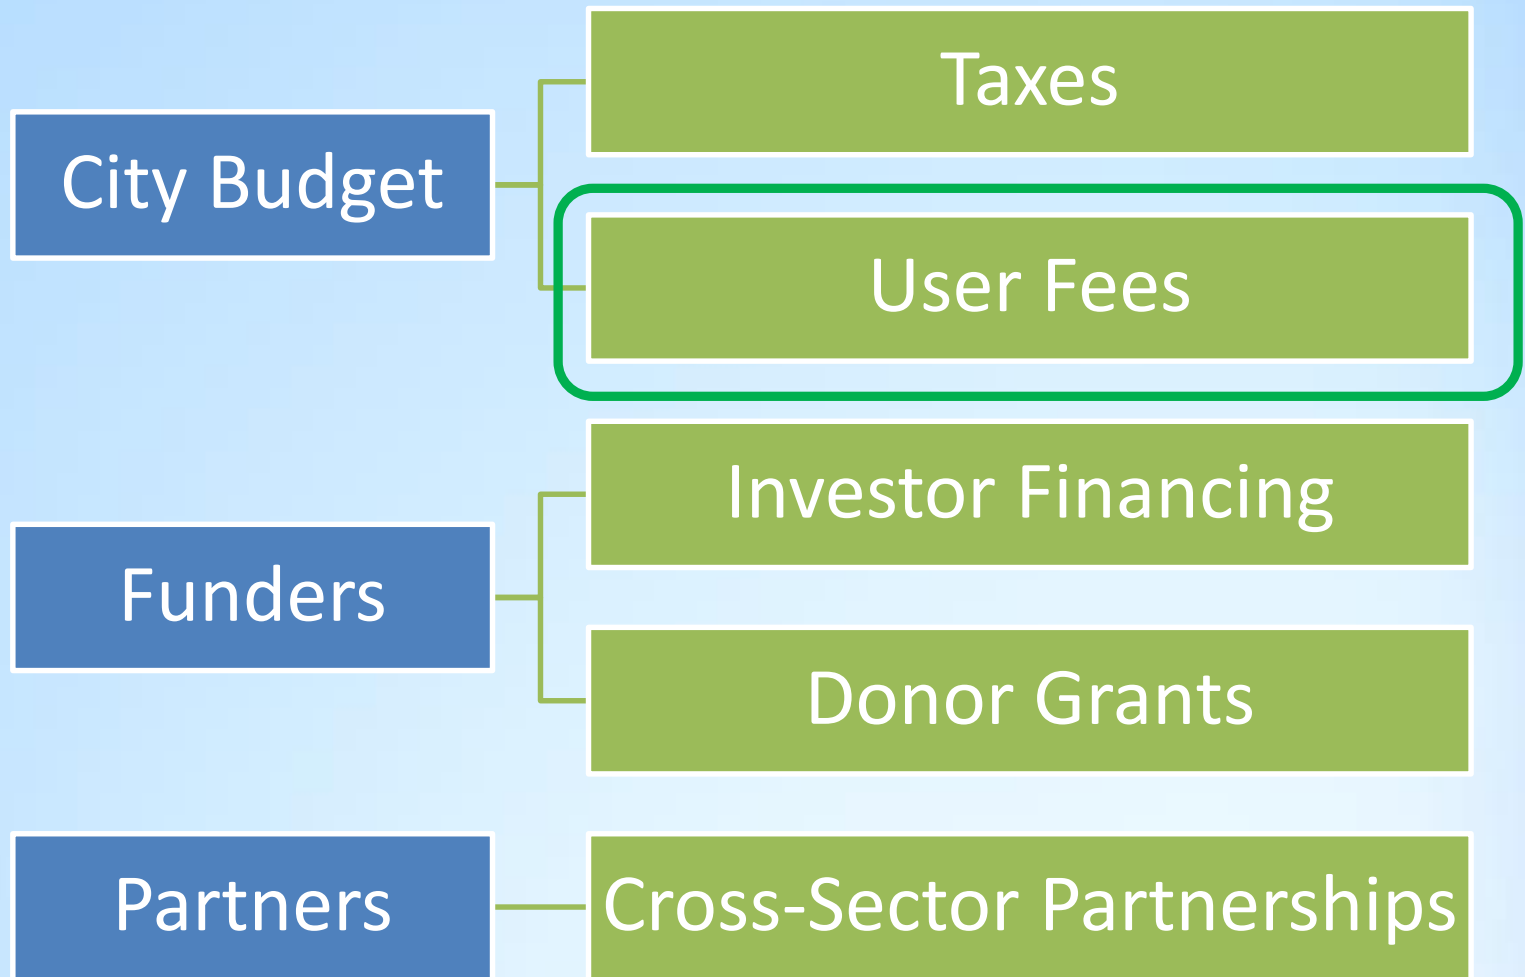 City Budget
Taxes
User Fees
Funders
Investor Financing
Donor Grants
Partners
Cross-Sector Partnerships